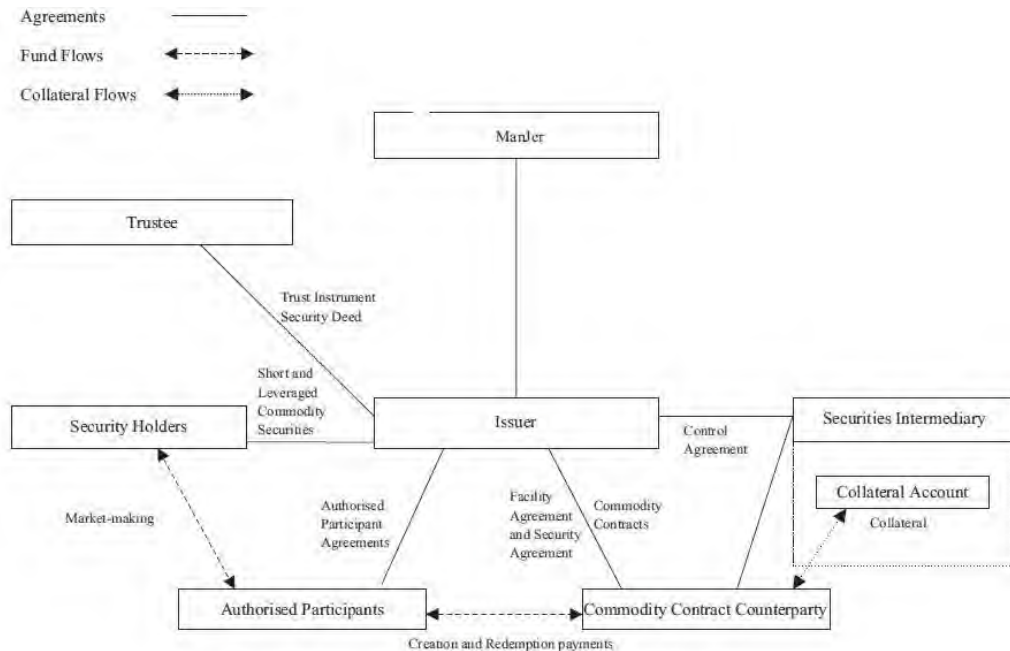 Agreements
Fund Flows
Collateral Flows
ManJer
Trustee
Trust Instrument
Security Deed
Short and
Leveraged
Commodity
Securities
Security Holders
Issuer
Securities Intermediary
Control
Agreement
Collateral Account
Collateral
Market-making
Authorised
Participant
Agreements
Facility
Agreement
and Security
Agreement
Commodity
Contracts
Authorised Participants
Commodity Contract Counterparty
Creation and Redemption payments